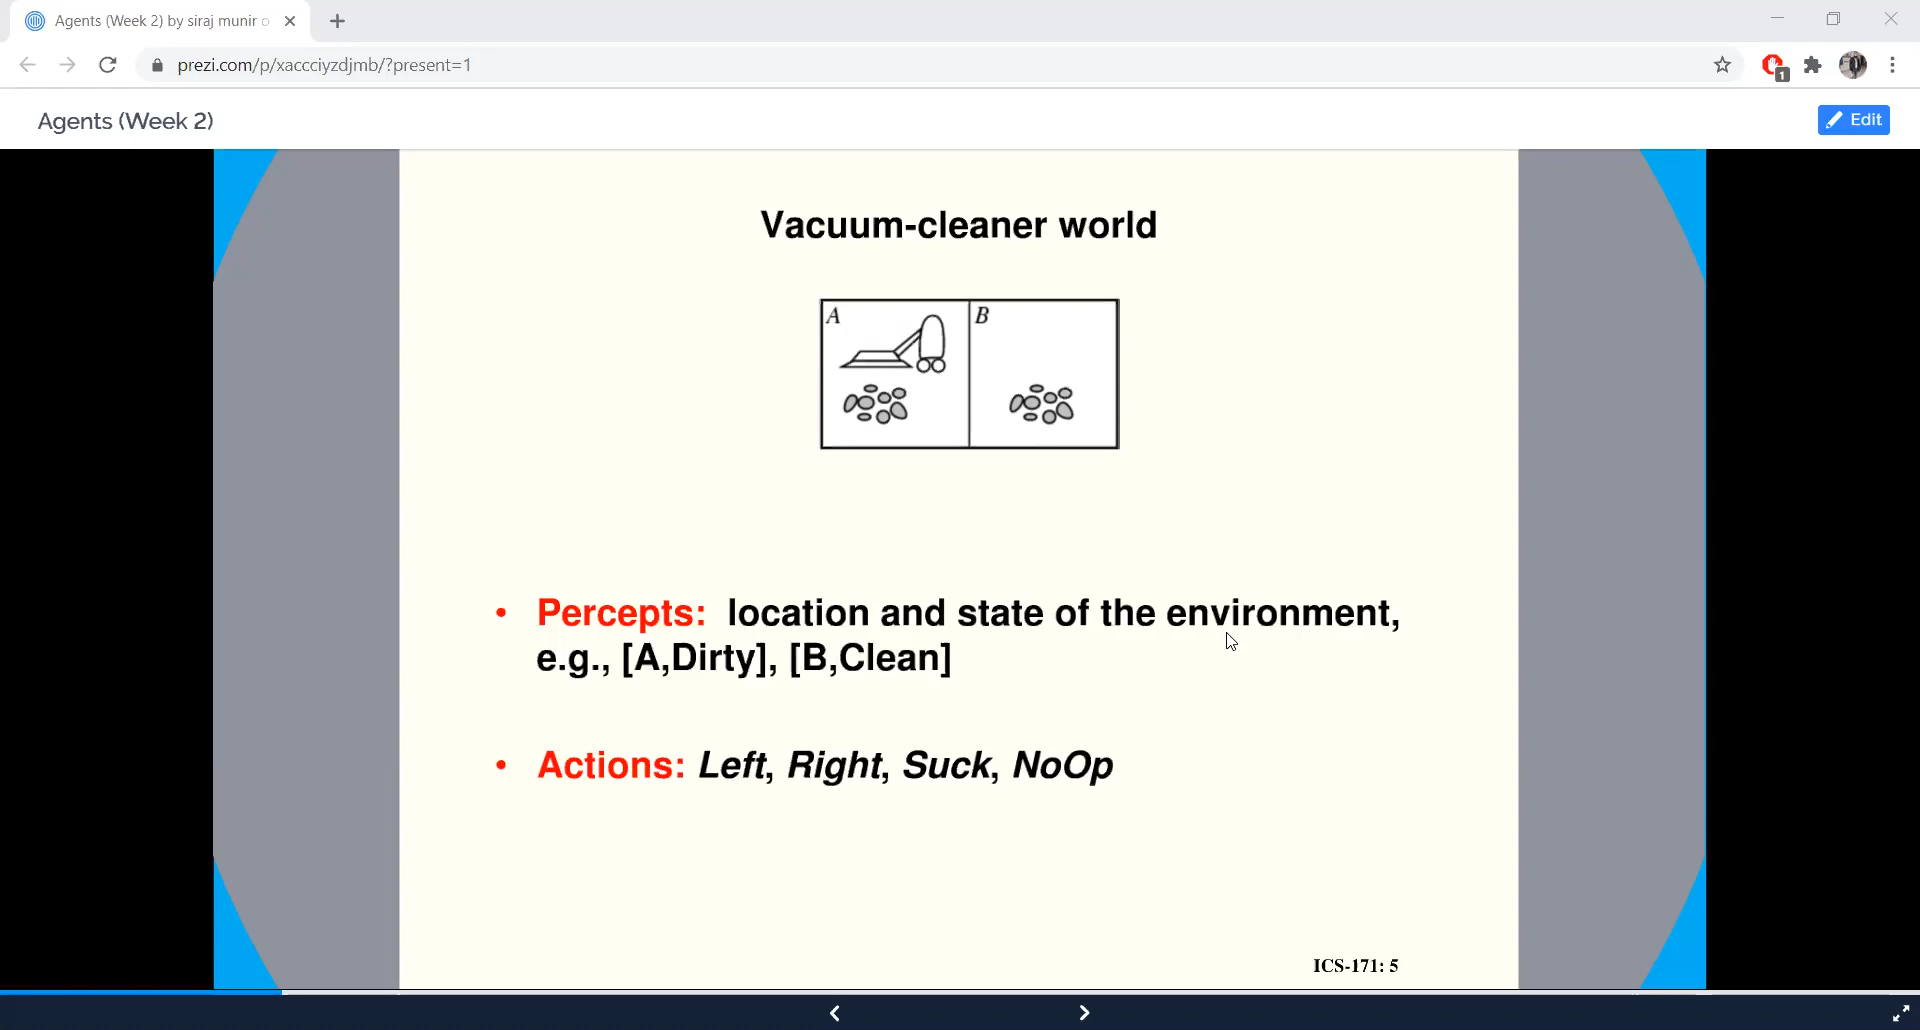 Agents (Week 2) by siraj munir o
prezi.com/p/xaccciyzdjmb/?present=1
1
Agents (Week 2)
Edit
Vacuum-cleaner world
A
B
• Percepts: location and state of the environment,
e.g., [A,Dirty], [B,Clean]
• Actions: Left, Right, Suck, NoOp
ICS-171: 5